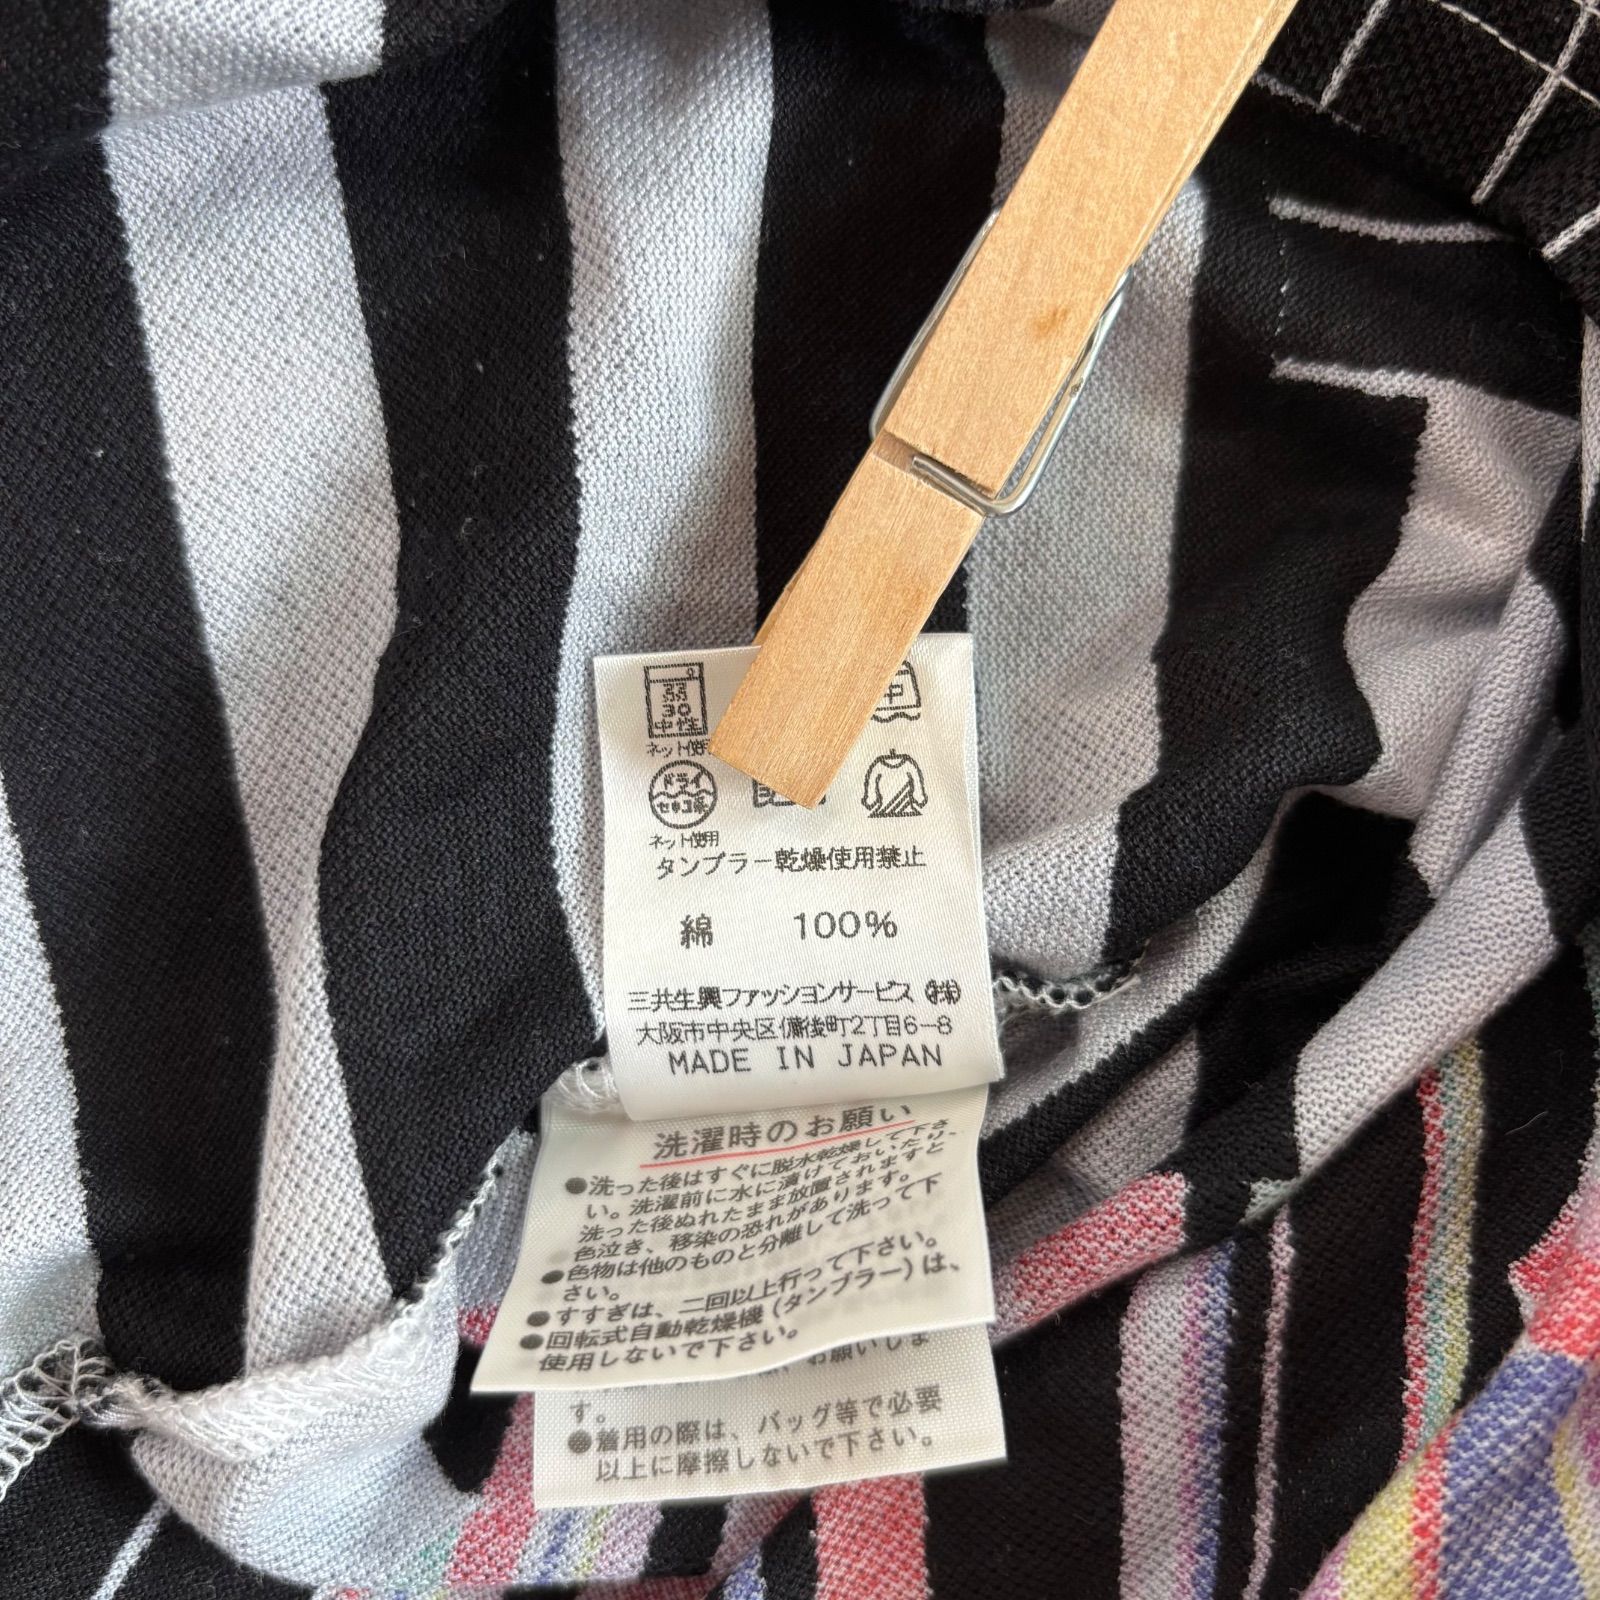 弱
30
中性
中
ネット使用
ドライ
セキユ系
ネット使用
タンブラー乾燥使用禁止
綿 100%
三共生興ファッションサービス(株)
大阪市中央区備後町2丁目6-8
MADE IN JAPAN
洗濯時のお願い
●洗った後はすぐに脱水乾燥して下さ
い。洗濯前に水に漬けておいたり、
洗った後ぬれたまま放置されますと
色泣き、移染の恐れがあります。
●色物は他のものと分離して洗って下
さい。
●すすぎは、二回以上行って下さい。
●回転式自動乾燥機(タンブラー)は、
使用しないで下さい。
、お願いしま
す。
●着用の際は、バッグ等で必要
以上に摩擦しないで下さい。